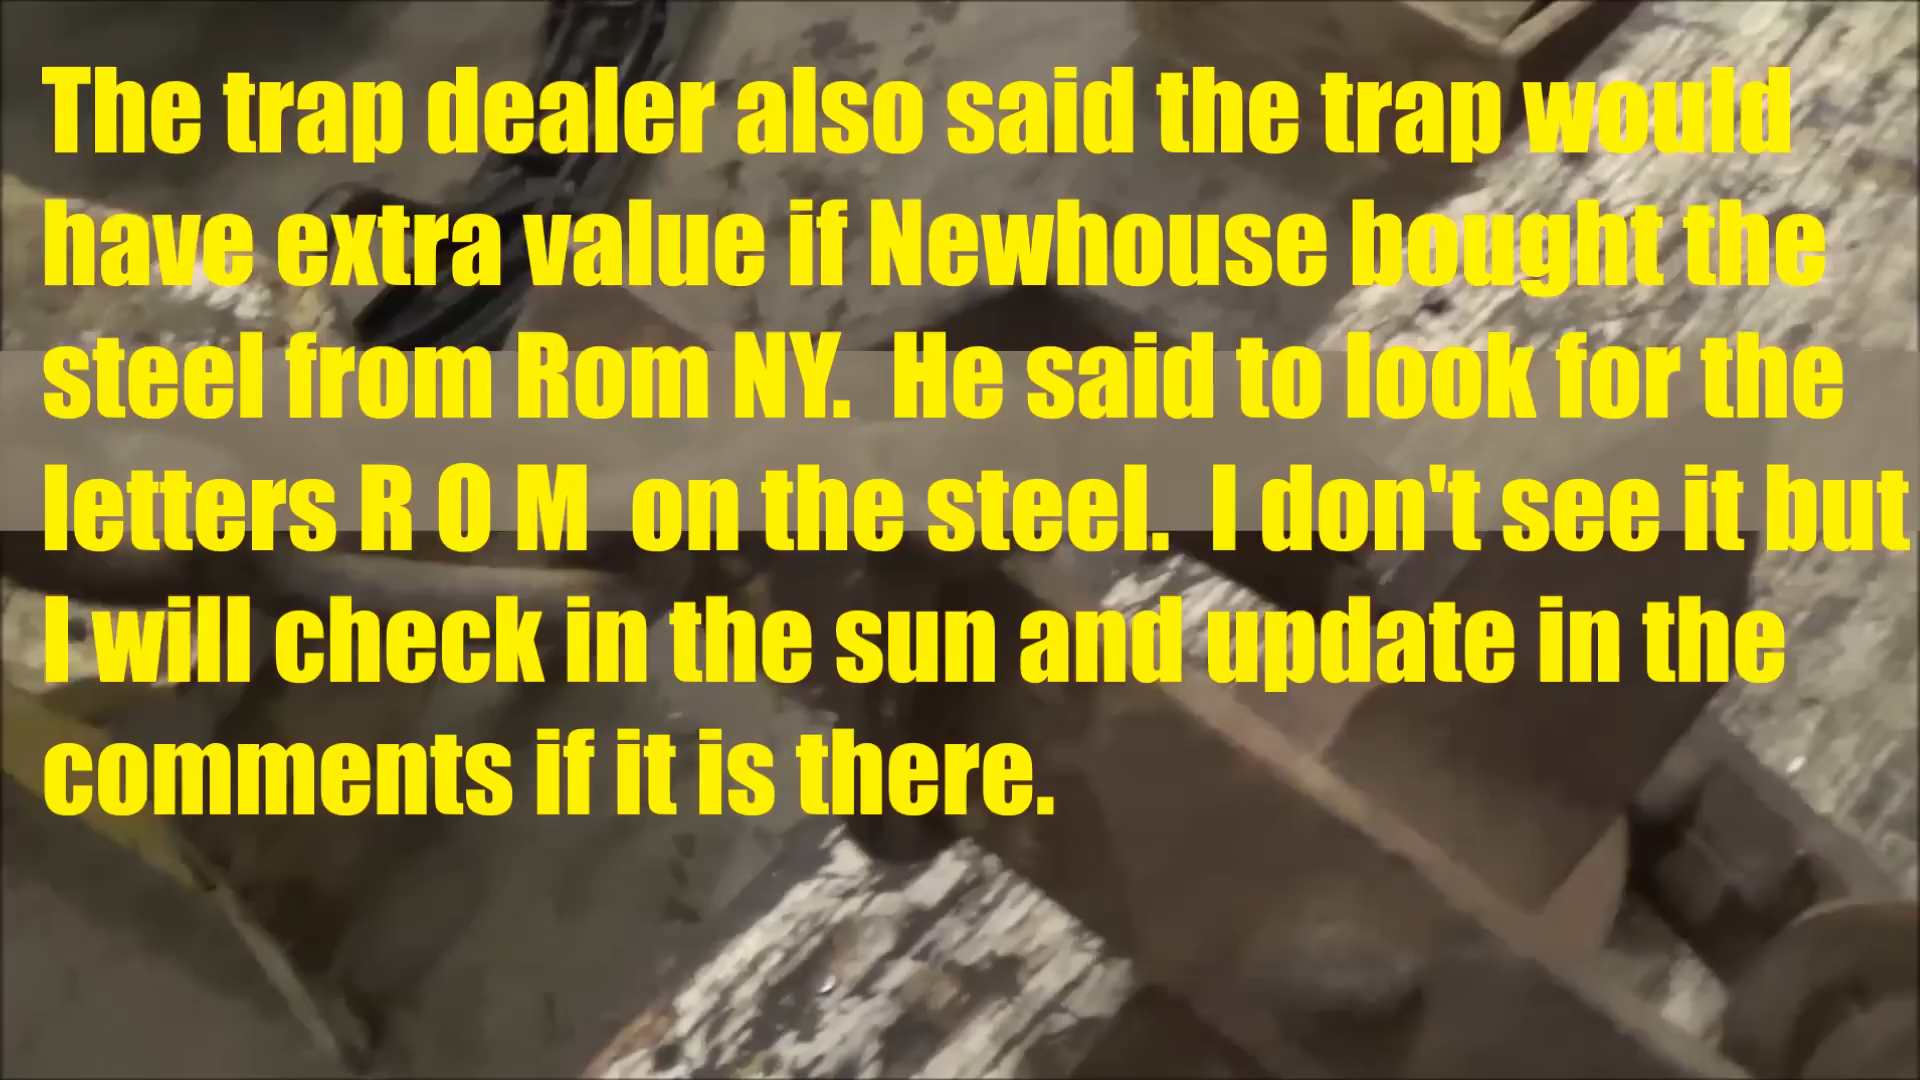 The trap dealer also said the trap would
have extra value if Newhouse bought the
steel from Rom NY.  He said to look for the
letters R O M  on the steel.  I don't see it but
I will check in the sun and update in the
comments if it is there.